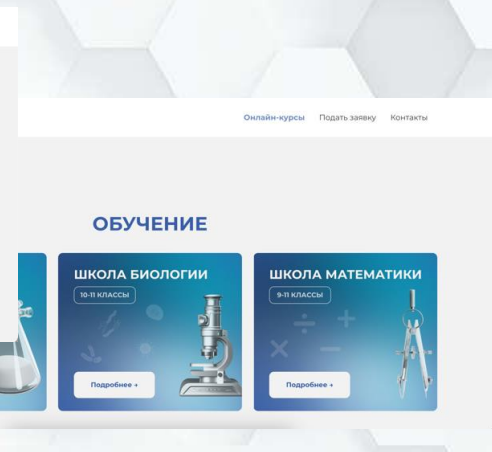 Онлайн-курсы Подать заявку Контакты
ОБУЧЕНИЕ
ШКОЛА БИОЛОГИИ
10-11 КЛАССЫ
Подробнее
ШКОЛА МАТЕМАТИКИ
9-11 КЛАССЫ
Подробнее